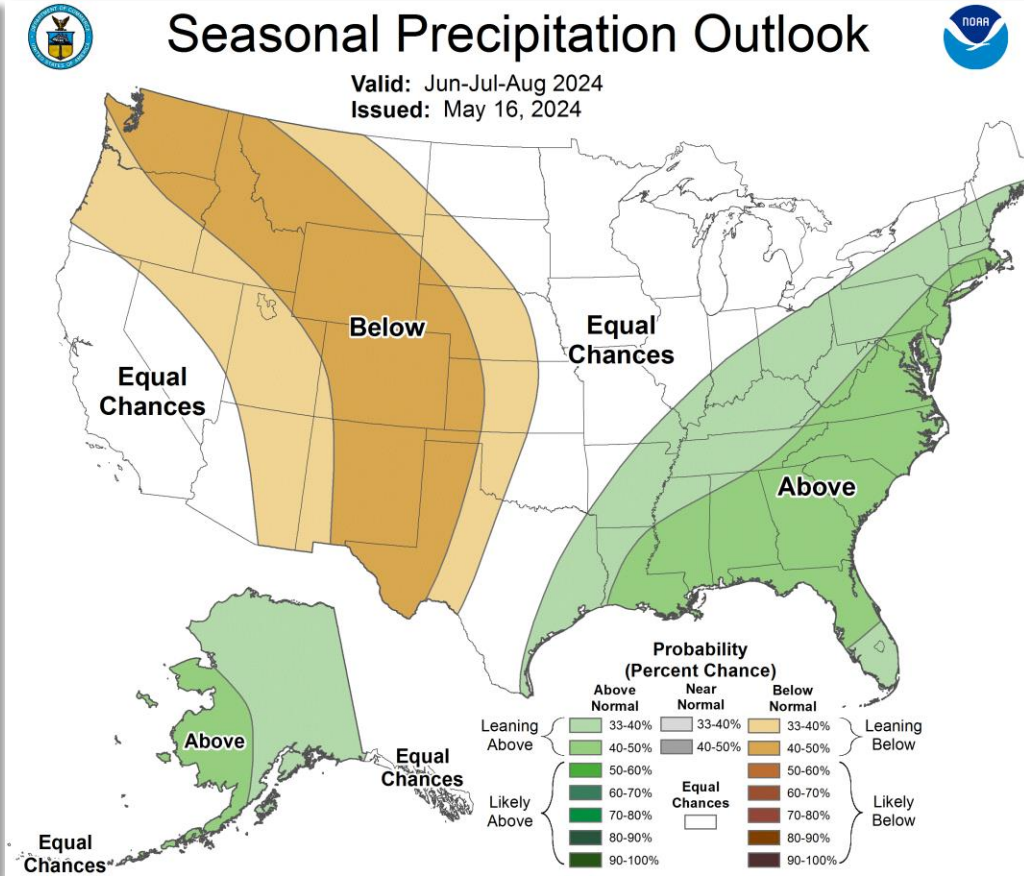 Seasonal Precipitation Outlook
NOAA
Valid: Jun-Jul-Aug 2024
Issued: May 16, 2024
Below
Equal
Chances
Equal
Chances
Above
Above
Equal
Chances
Equal
Chances
Probability
(Percent Chance)
Above
Normal
Near
Normal
Below
Normal
Leaning
Above
33-40%
33-40%
33-40%
Leaning
Below
40-50%
40-50%
40-50%
50-60%
50-60%
60-70%
60-70%
Equal
Chances
Likely
Above
70-80%
70-80%
Likely
Below
80-90%
80-90%
90-100%
90-100%